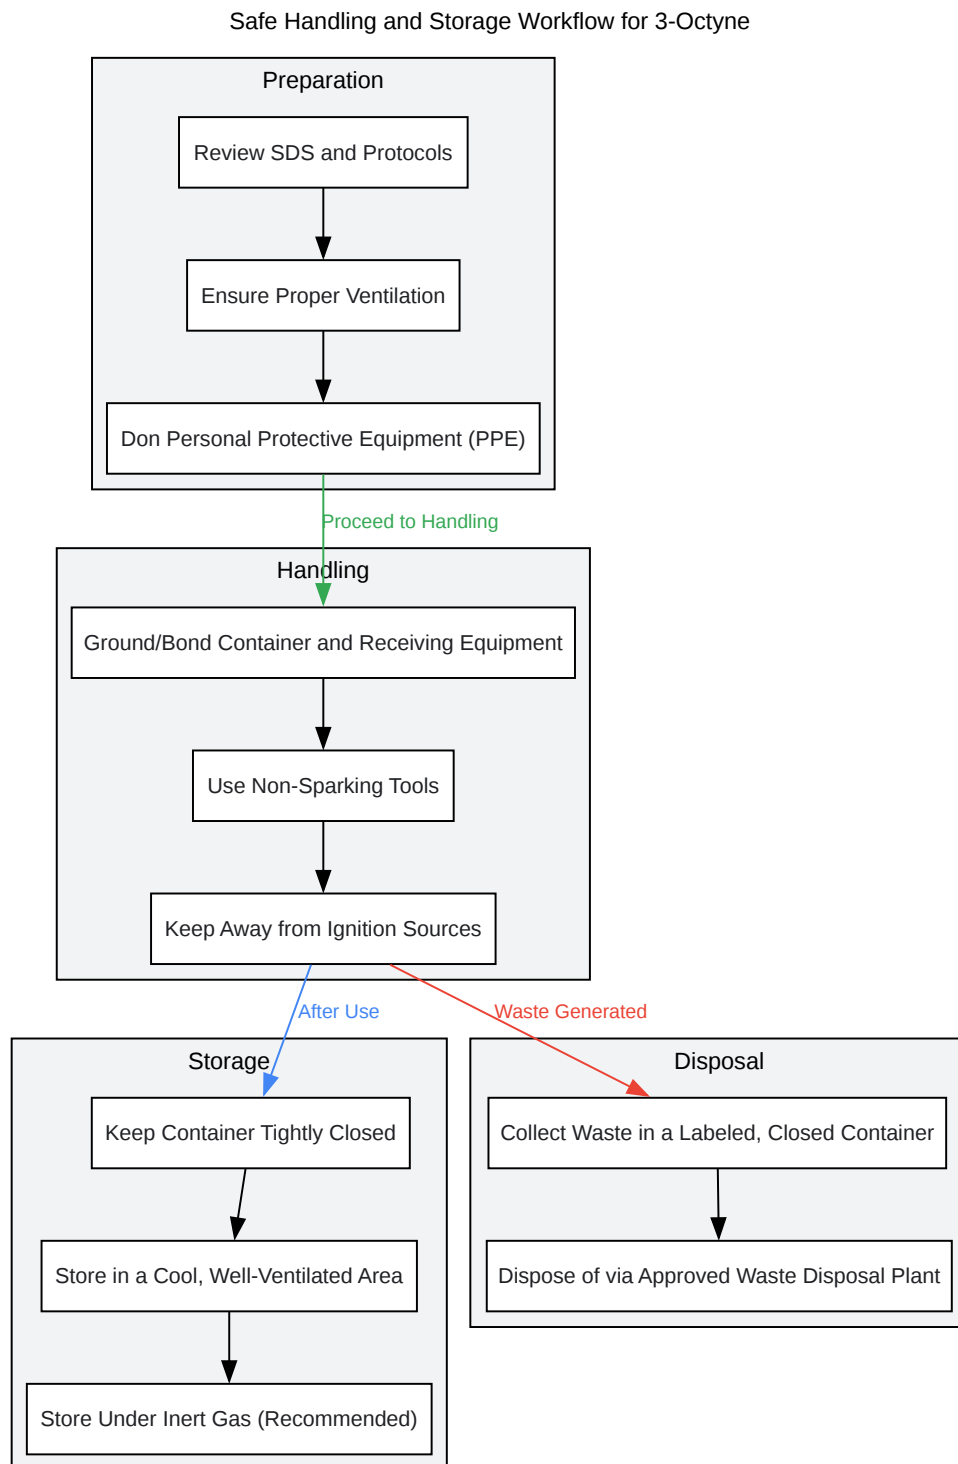 Safe Handling and Storage Workflow for 3-Octyne
Preparation
Review SDS and Protocols
Ensure Proper Ventilation
Don Personal Protective Equipment (PPE)
Proceed to Handling
Handling
Ground/Bond Container and Receiving Equipment
Use Non-Sparking Tools
Keep Away from Ignition Sources
After Use
Waste Generated
Storage
Keep Container Tightly Closed
Store in a Cool, Well-Ventilated Area
Store Under Inert Gas (Recommended)
Disposal
Collect Waste in a Labeled, Closed Container
Dispose of via Approved Waste Disposal Plant